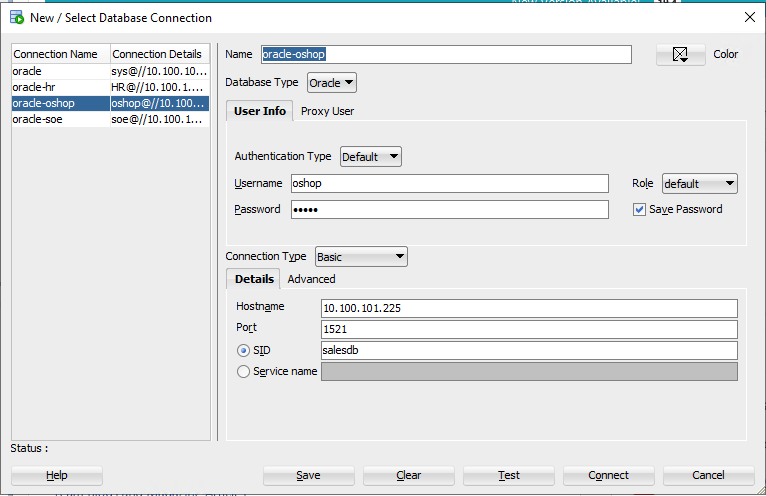 New / Select Database Connection
Connection Name Connection Details
oracle sys@//10.100.10...
oracle-hr HR@//10.100.1....
oracle-oshop oshop@//10.100...
oracle-soe soe@//10.100.1...
Name oracle-oshop Color
Database Type Oracle
User Info Proxy User
Authentication Type Default
Username oshop Role default
Password ••••• Save Password
Connection Type Basic
Details Advanced
Hostname 10.100.101.225
Port 1521
SID salesdb
Service name
Status :
Help Save Clear Test Connect Cancel